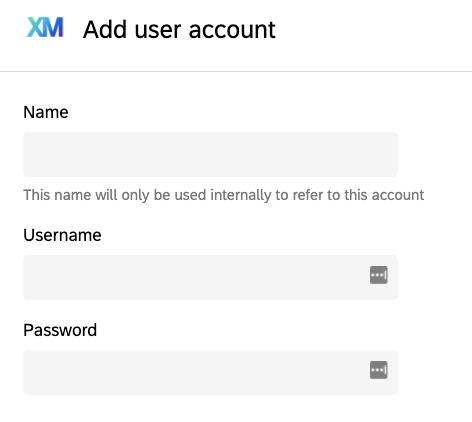 XM Add user account
Name
This name will only be used internally to refer to this account
Username
Password